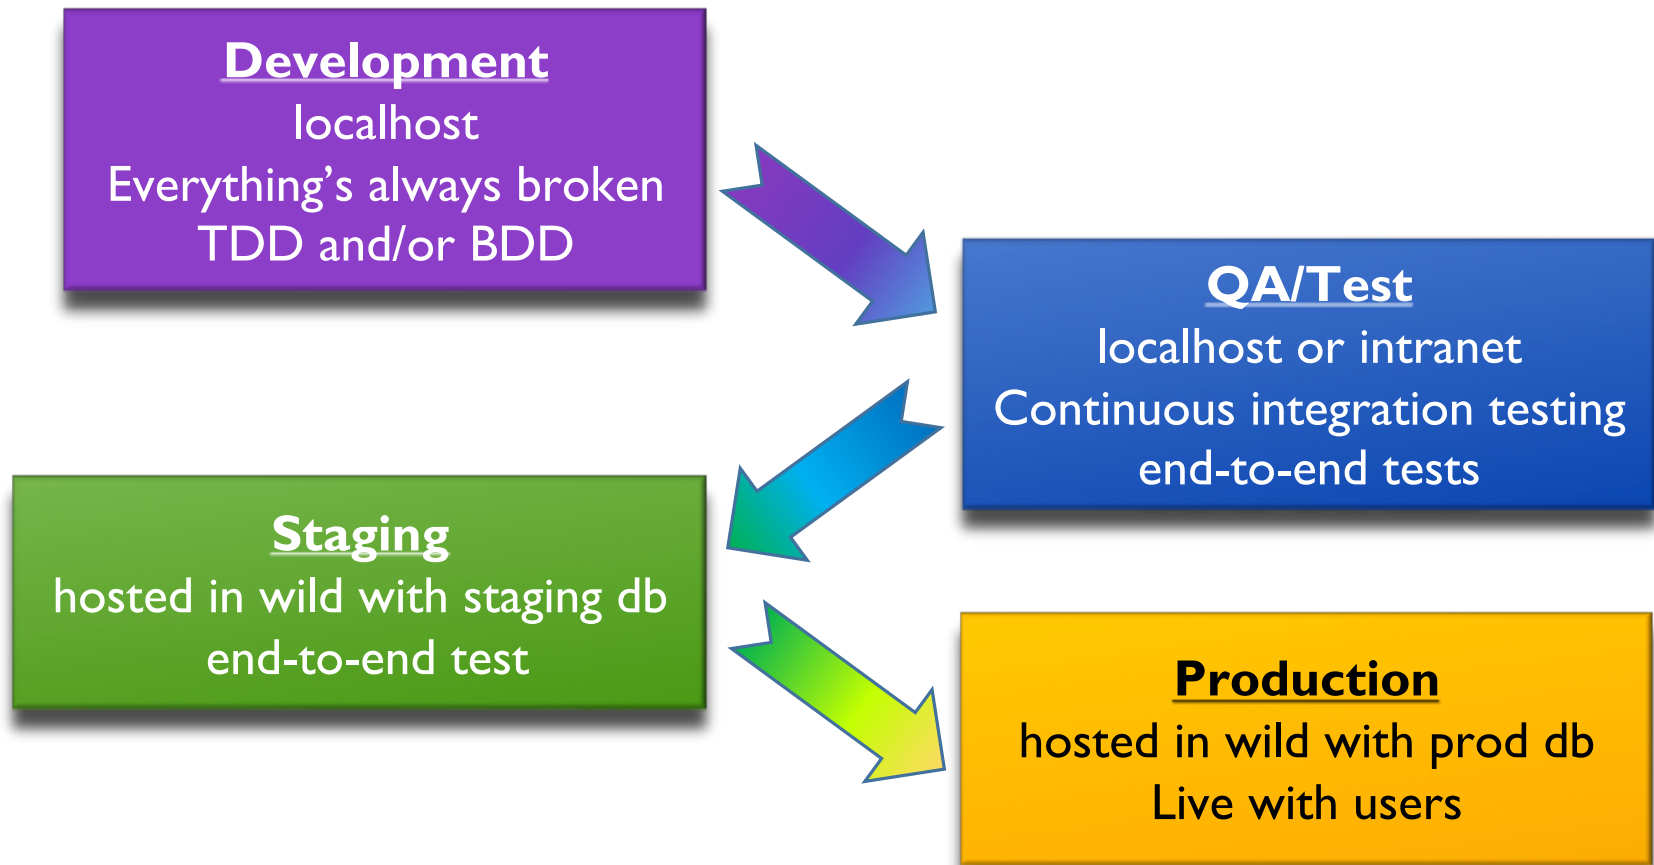 Development
localhost
Everything’s always broken
TDD and/or BDD
QA/Test
localhost or intranet
Continuous integration testing
end-to-end tests
Staging
hosted in wild with staging db
end-to-end test
Production
hosted in wild with prod db
Live with users